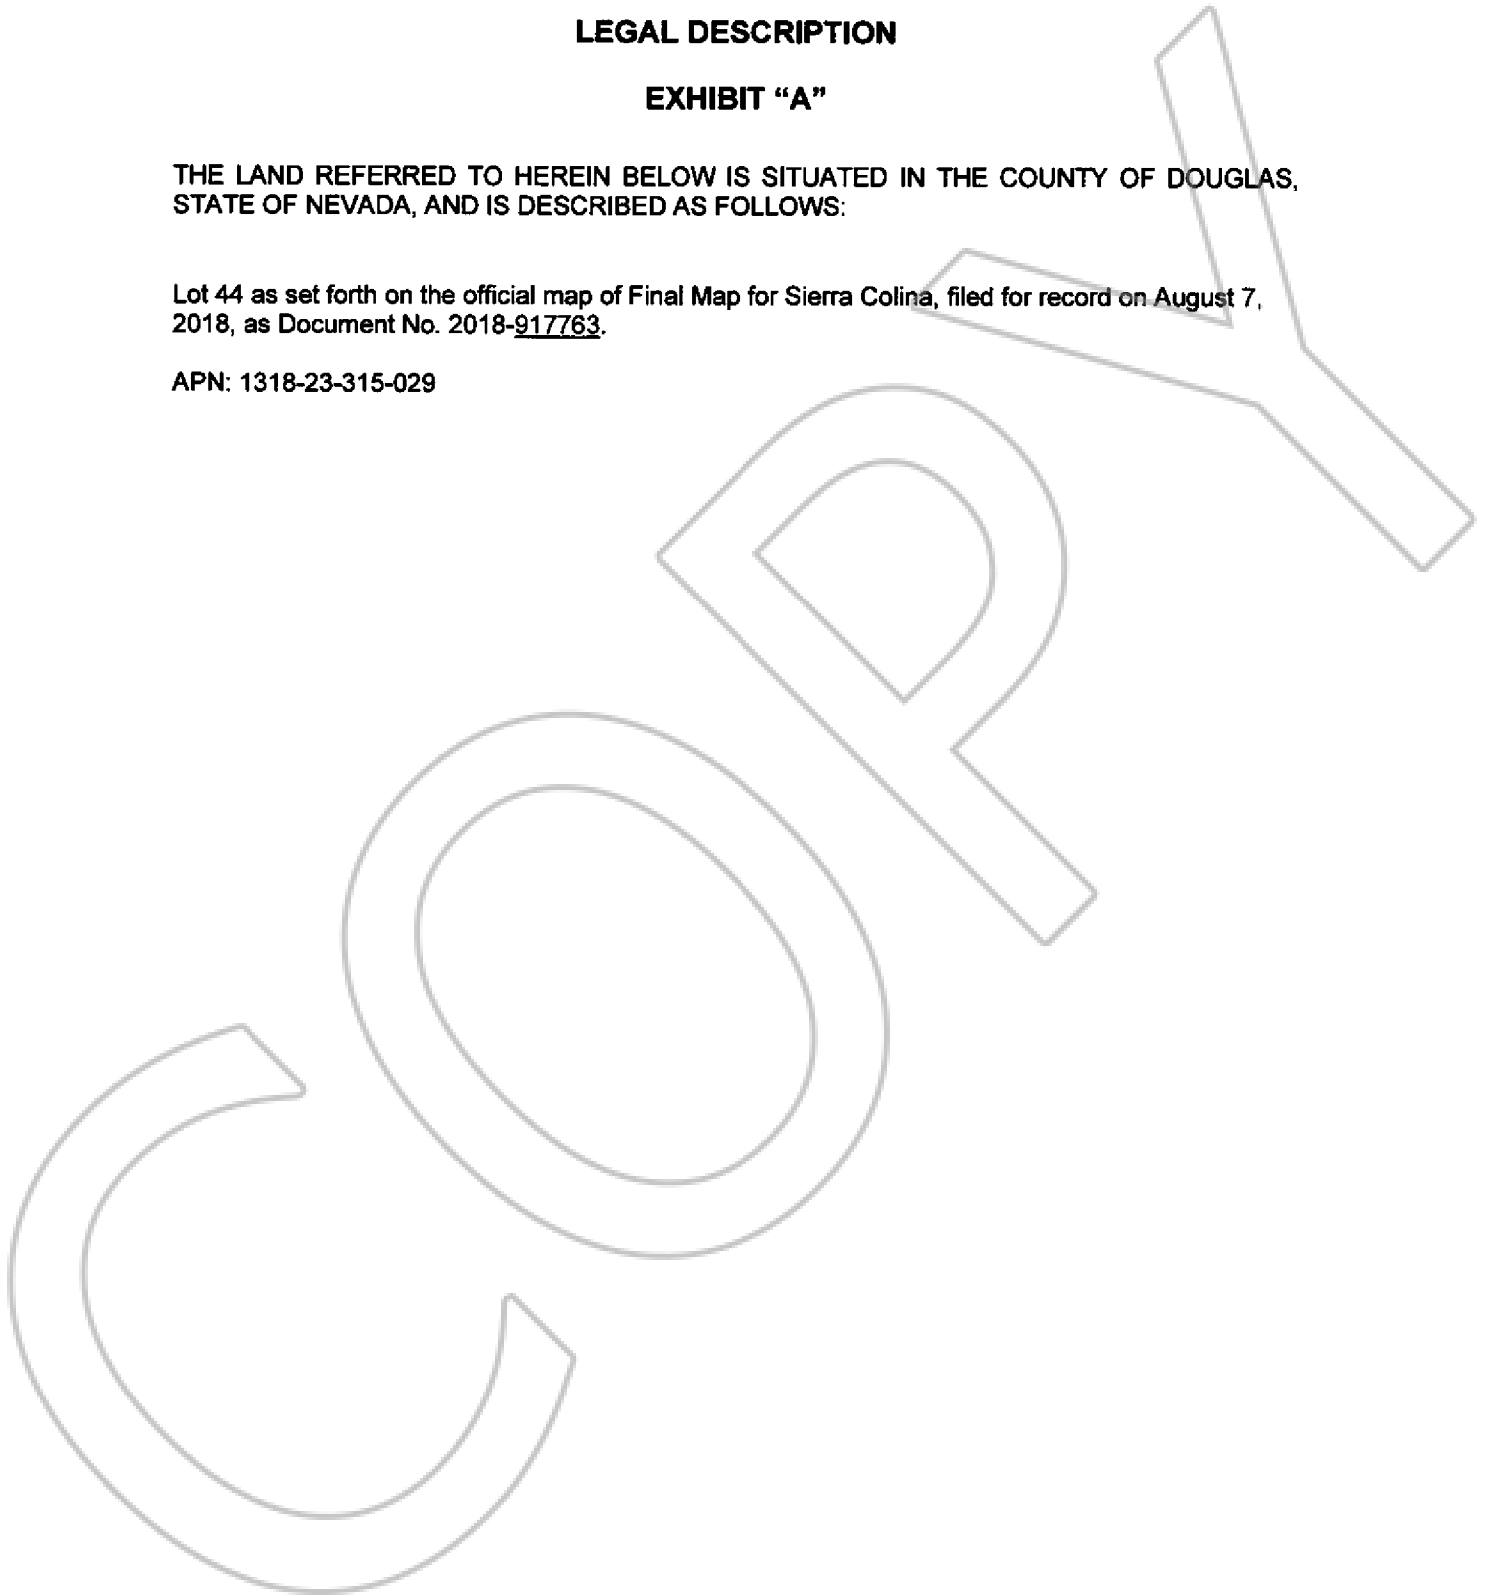 LEGAL DESCRIPTION
EXHIBIT “A”
THE LAND REFERRED TO HEREIN BELOW IS SITUATED IN THE COUNTY OF DOUGLAS,
STATE OF NEVADA, AND IS DESCRIBED AS FOLLOWS:
Lot 44 as set forth on the official map of Final Map for Sierra Colina, filed for record on August 7,
2018, as Document No. 2018-917763.
APN: 1318-23-315-029
COPY